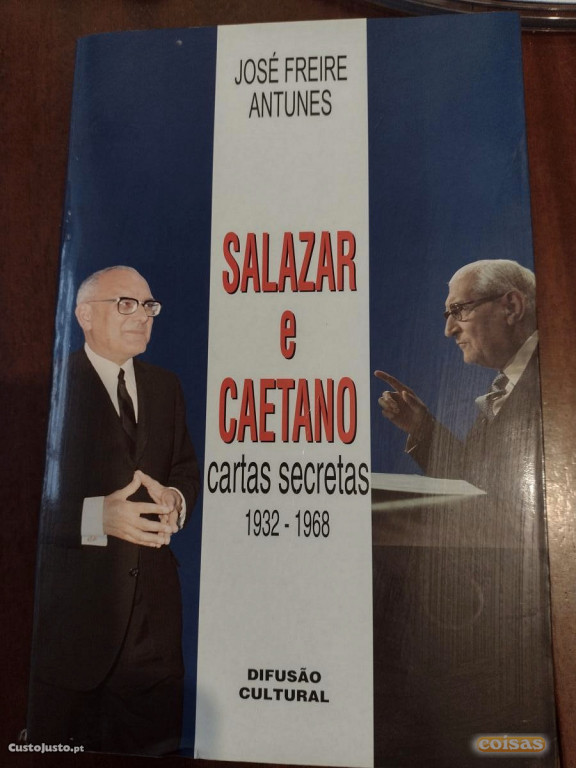 JOSÉ FREIRE
ANTUNES
SALAZAR
e
CAETANO
cartas secretas
1932 - 1968
DIFUSÃO
CULTURAL
CustoJusto.pt
coisas